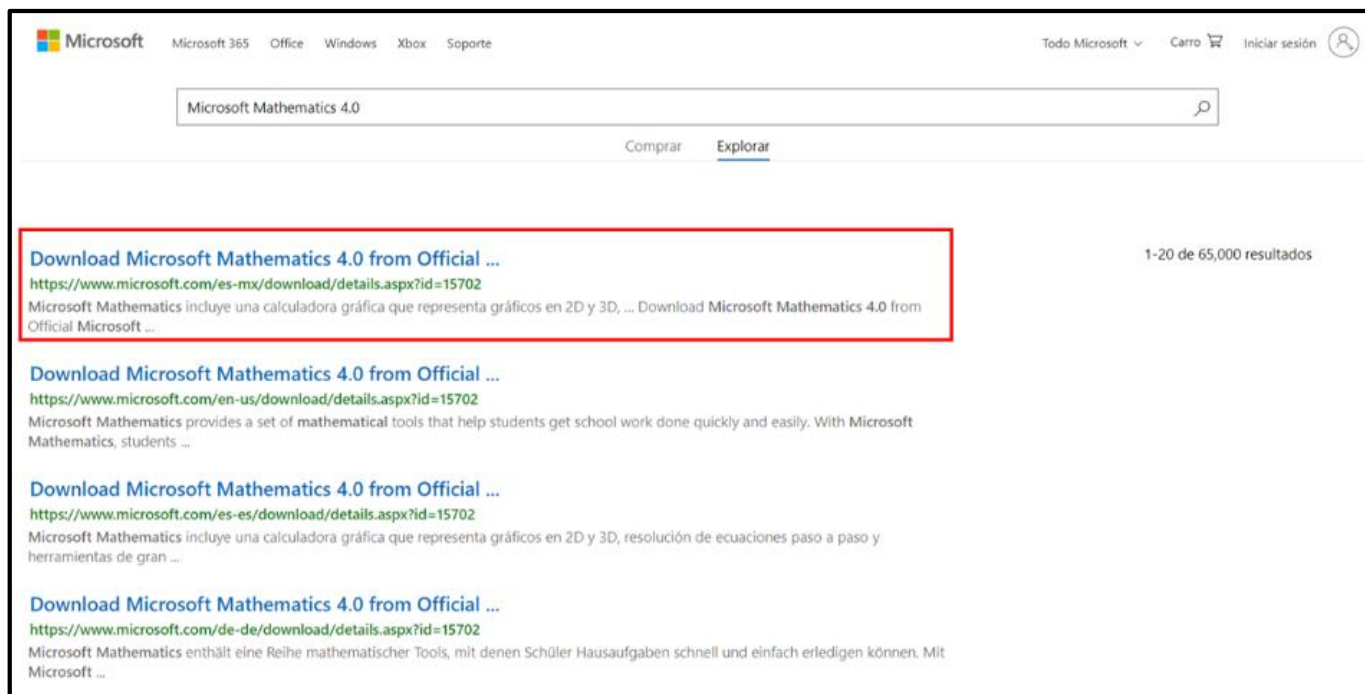 Microsoft Microsoft 365 Office Windows Xbox Soporte Todo Microsoft Carro Iniciar sesión
Microsoft Mathematics 4.0
Comprar Explorar
Download Microsoft Mathematics 4.0 from Official ...
1-20 de 65,000 resultados
https://www.microsoft.com/es-mx/download/details.aspx?id=15702
Microsoft Mathematics incluye una calculadora gráfica que representa gráficos en 2D y 3D, ... Download Microsoft Mathematics 4.0 from
Official Microsoft ...
Download Microsoft Mathematics 4.0 from Official ...
https://www.microsoft.com/en-us/download/details.aspx?id=15702
Microsoft Mathematics provides a set of mathematical tools that help students get school work done quickly and easily. With Microsoft
Mathematics, students ...
Download Microsoft Mathematics 4.0 from Official ...
https://www.microsoft.com/es-es/download/details.aspx?id=15702
Microsoft Mathematics incluye una calculadora gráfica que representa gráficos en 2D y 3D, resolución de ecuaciones paso a paso y
herramientas de gran ...
Download Microsoft Mathematics 4.0 from Official ...
https://www.microsoft.com/de-de/download/details.aspx?id=15702
Microsoft Mathematics enthält eine Reihe mathematischer Tools, mit denen Schüler Hausaufgaben schnell und einfach erledigen können. Mit
Microsoft ...